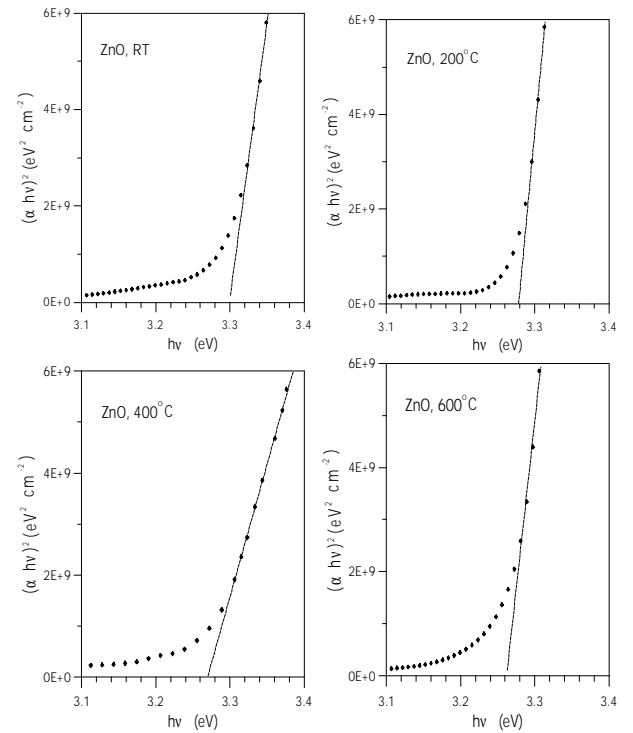 6E+9
ZnO, RT
4E+9
(α hν)² (eV² cm⁻²)
2E+9
0E+0
3.1 3.2 3.3 3.4
hν (eV)
6E+9
ZnO, 200°C
4E+9
(α hν)² (eV² cm⁻²)
2E+9
0E+0
3.1 3.2 3.3 3.4
hν (eV)
6E+9
ZnO, 400°C
4E+9
(α hν)² (eV² cm⁻²)
2E+9
0E+0
3.1 3.2 3.3 3.4
hν (eV)
6E+9
ZnO, 600°C
4E+9
(α hν)² (eV² cm⁻²)
2E+9
0E+0
3.1 3.2 3.3 3.4
hν (eV)